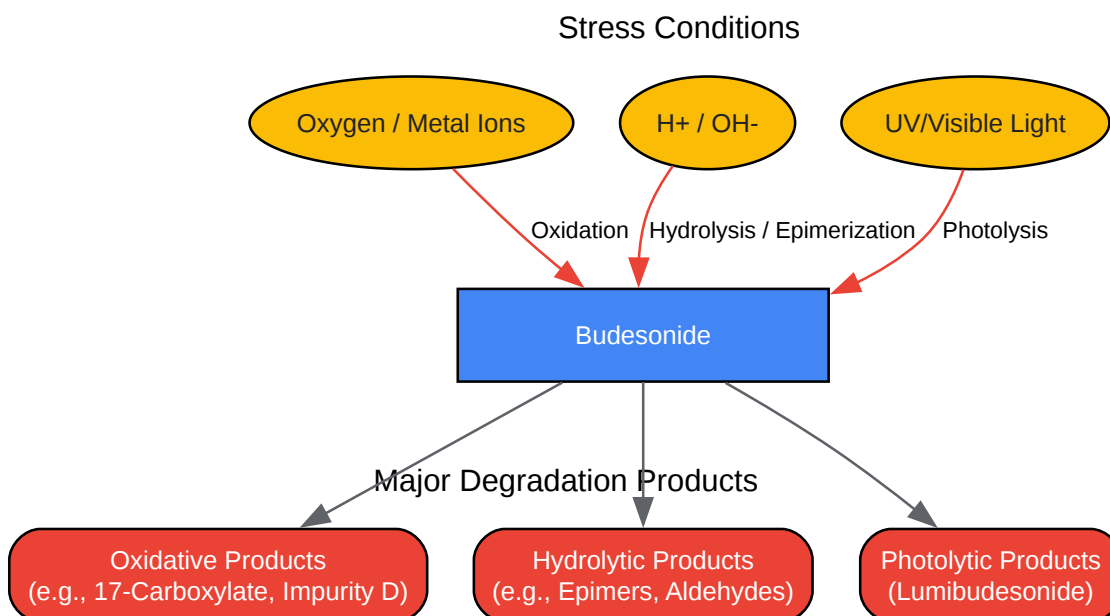 Stress Conditions
Oxygen / Metal Ions
H+ / OH-
UV/Visible Light
Oxidation
Hydrolysis / Epimerization
Photolysis
Budesonide
Major Degradation Products
Oxidative Products
(e.g., 17-Carboxylate, Impurity D)
Hydrolytic Products
(e.g., Epimers, Aldehydes)
Photolytic Products
(Lumibudesonide)